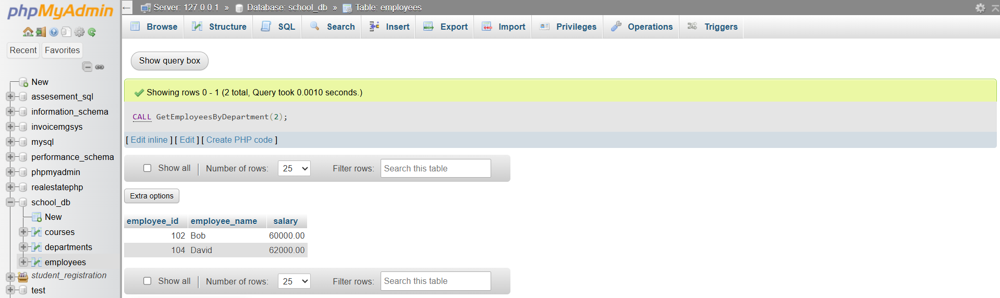 phpMyAdmin
Recent Favorites
New
assesement_sql
information_schema
invoicemgsys
mysql
performance_schema
phpmyadmin
realestatephp
school_db
New
courses
departments
employees
student_registration
test
Server: 127.0.0.1 » Database: school_db » Table: employees
Browse Structure SQL Search Insert Export Import Privileges Operations Triggers
Show query box
Showing rows 0 - 1 (2 total, Query took 0.0010 seconds.)
CALL GetEmployeesByDepartment(2);
[ Edit inline ] [ Edit ] [ Create PHP code ]
Show all | Number of rows: 25 Filter rows: Search this table
Extra options
employee_id employee_name salary
102 Bob 60000.00
104 David 62000.00
Show all | Number of rows: 25 Filter rows: Search this table